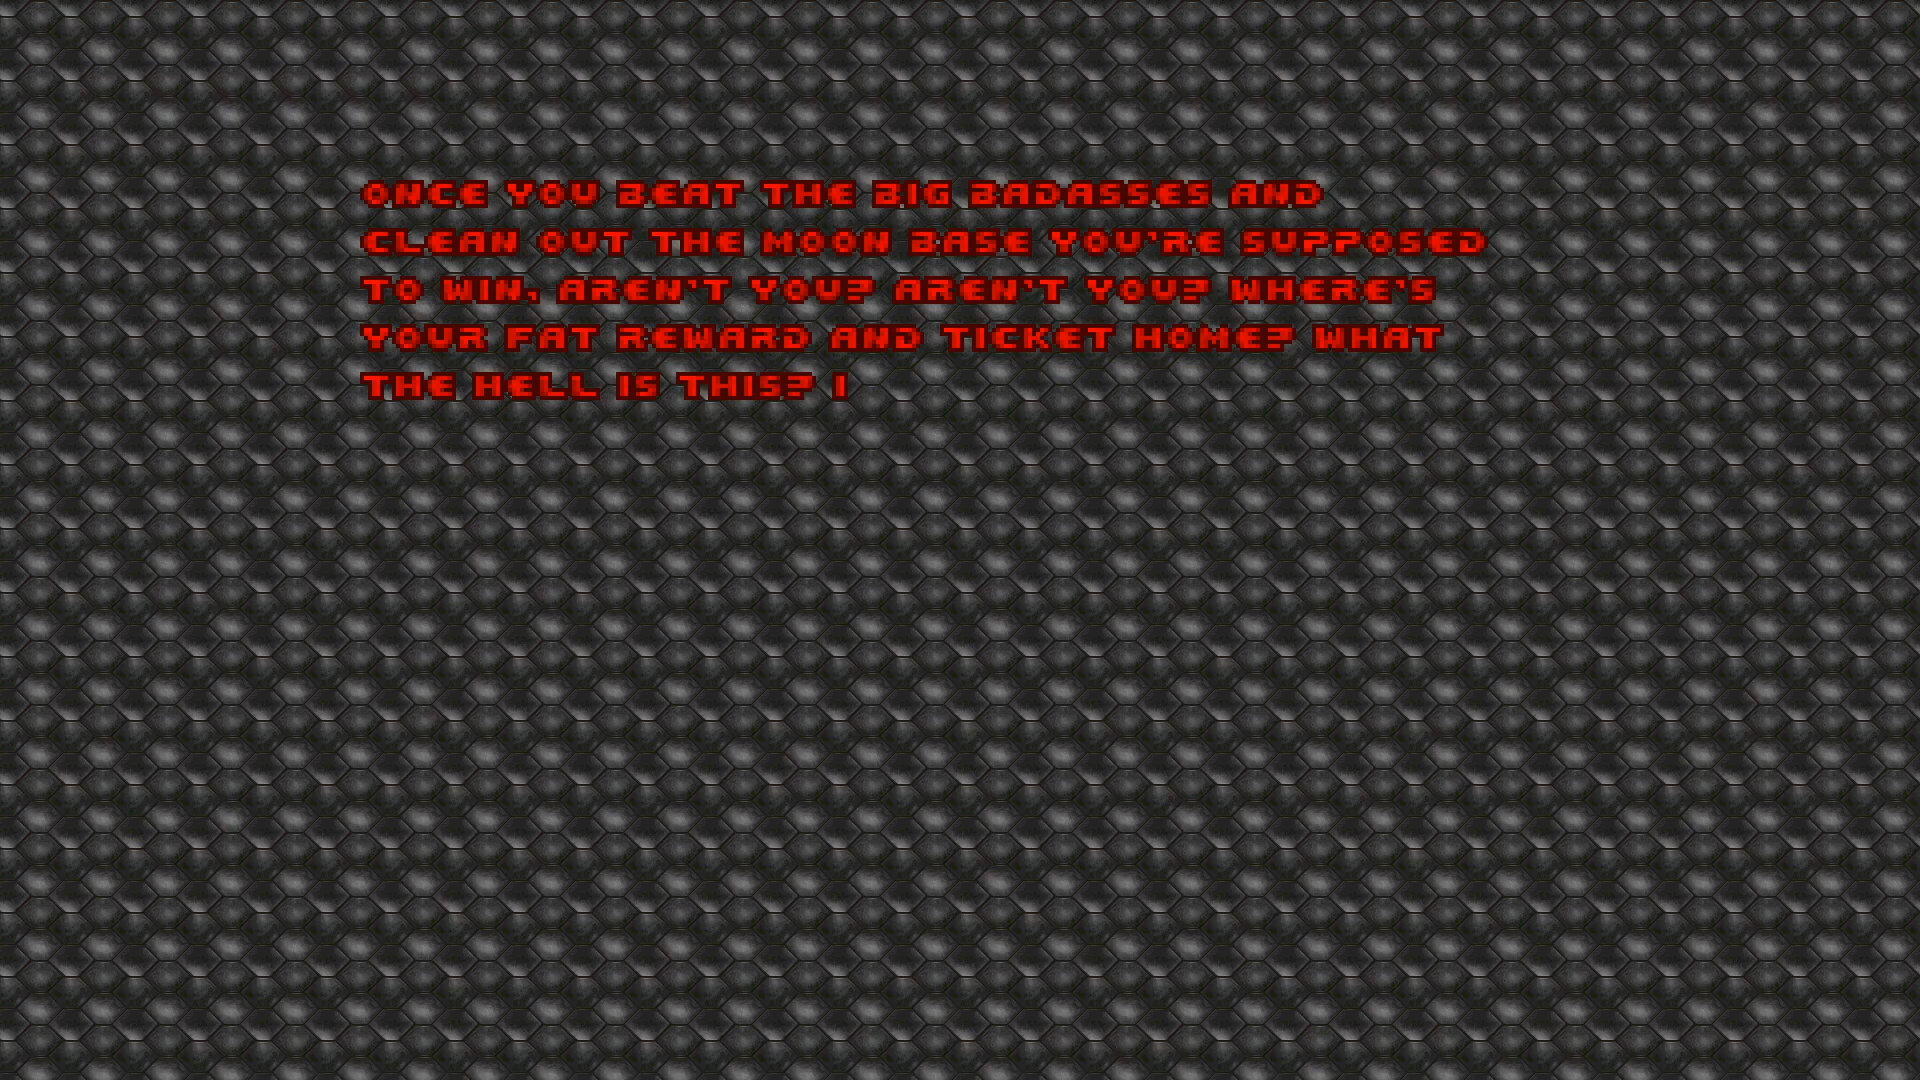 ONCE YOU BEAT THE BIG BADASSES AND
CLEAN OUT THE MOON BASE YOU'RE SUPPOSED
TO WIN, AREN'T YOU? AREN'T YOU? WHERE'S
YOUR FAT REWARD AND TICKET HOME? WHAT
THE HELL IS THIS? I